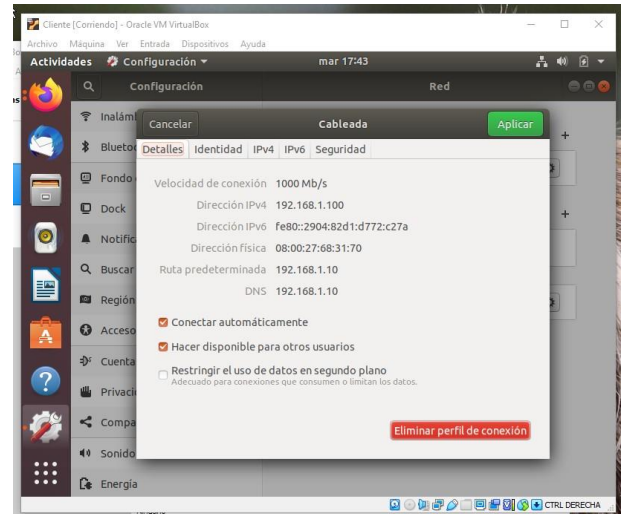 Cliente [Corriendo] - Oracle VM VirtualBox
Archivo Máquina Ver Entrada Dispositivos Ayuda
Actividades Configuración mar 17:43
Configuración Red
Cancelar Cableada Aplicar
Detalles Identidad IPv4 IPv6 Seguridad
Velocidad de conexión 1000 Mb/s
Dirección IPv4 192.168.1.100
Dirección IPv6 fe80::2904:82d1:d772:c27a
Dirección física 08:00:27:68:31:70
Ruta predeterminada 192.168.1.10
DNS 192.168.1.10
Conectar automáticamente
Hacer disponible para otros usuarios
Restringir el uso de datos en segundo plano
Adecuado para conexiones que consumen o limitan los datos.
Eliminar perfil de conexión
Inalám
Blueto
Fondo
Dock
Notific
Buscar
Región
Acceso
Cuenta
Privaci
Compa
Sonido
Energía
CTRL DERECHA